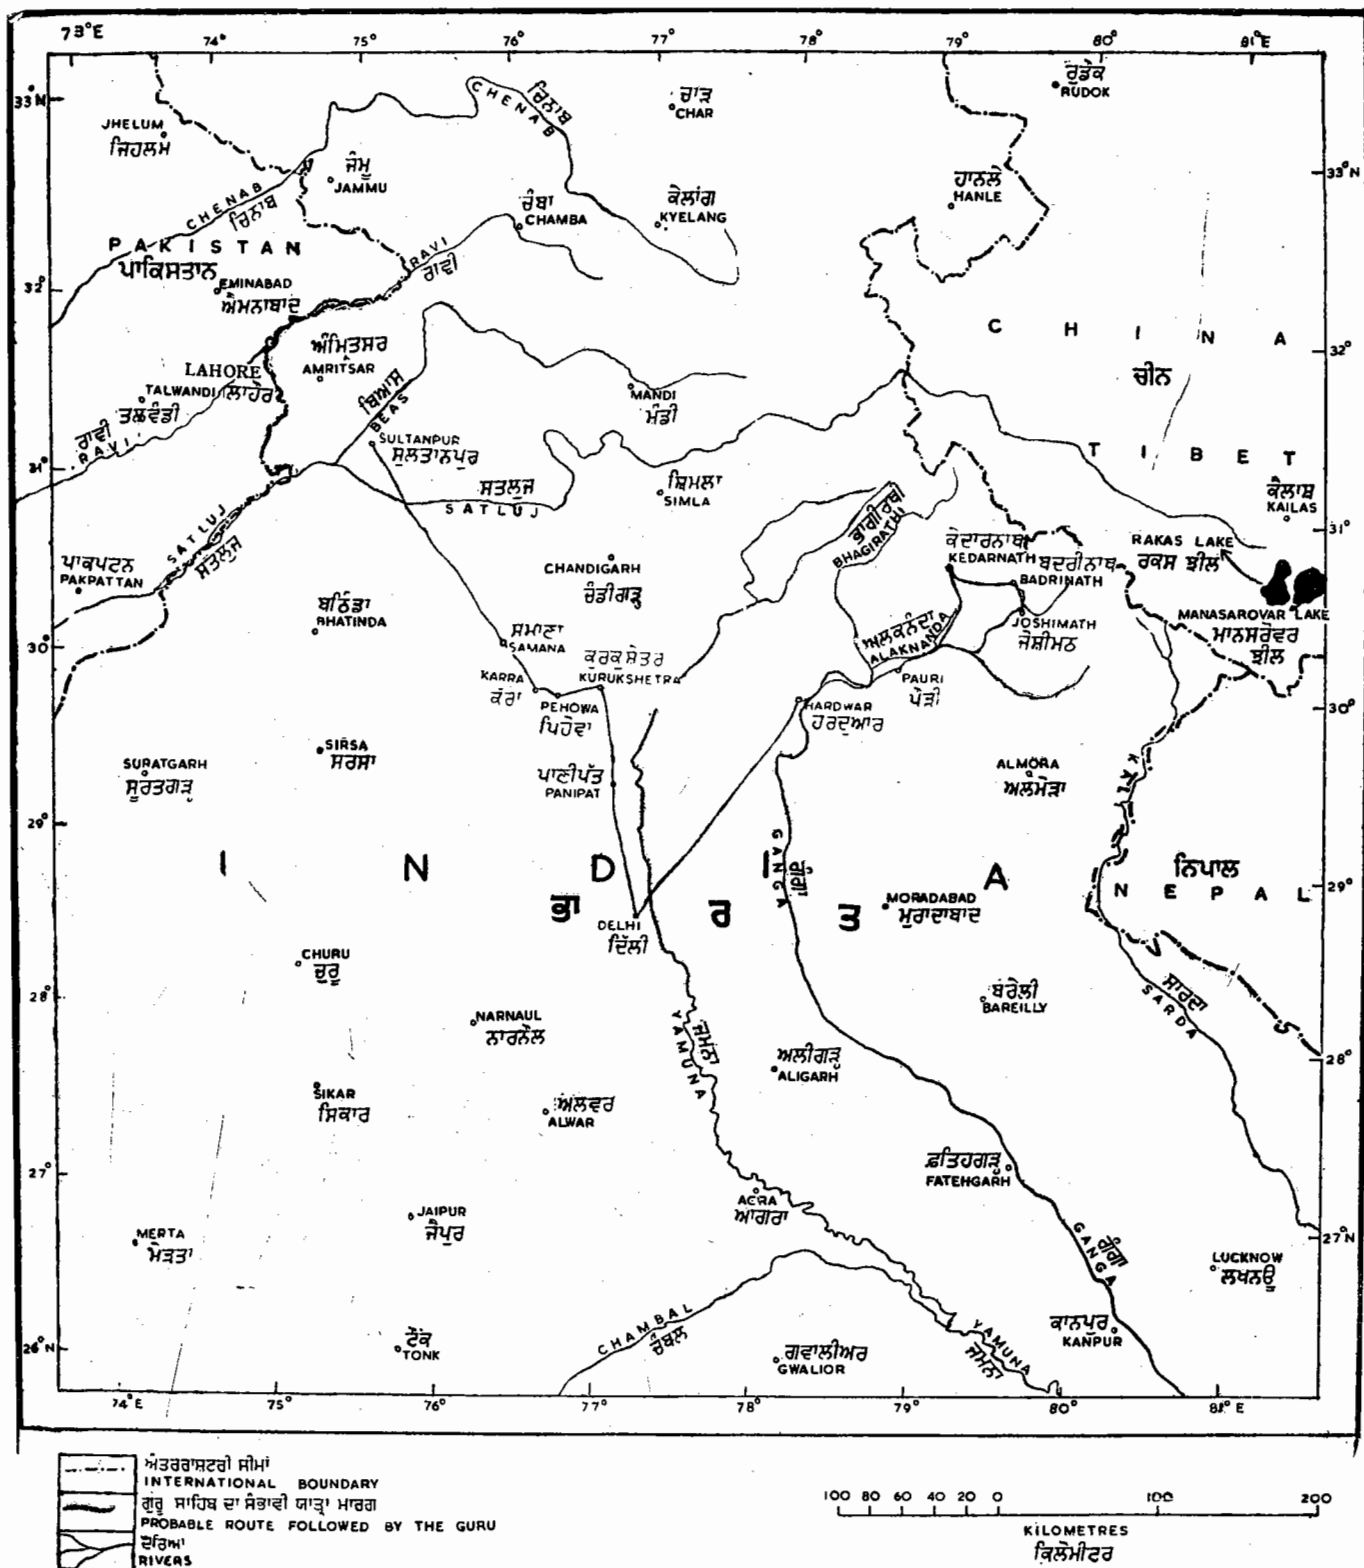 73°E
74°
75°
76°
77°
78°
79°
80°
81°E
33°N
ਰੁਡੋਕ
RUDOK
ਚਾੜ
CHAR
CHENAB
ਚਿਨਾਬ
JHELUM
ਜਿਹਲਮ
ਜੰਮੂ
JAMMU
CHENAB
ਚਿਨਾਬ
ਚੰਬਾ
CHAMBA
ਕੇਲਾਂਗ
KYELANG
ਹਾਨਲੇ
HANLE
33°N
PAKISTAN
ਪਾਕਿਸਤਾਨ
RAVI
ਰਾਵੀ
32°
EMINABAD
ਐਮਨਾਬਾਦ
CHINA
ਚੀਨ
32°
ਅੰਮ੍ਰਿਤਸਰ
AMRITSAR
LAHORE
ਲਾਹੌਰ
TALWANDI
ਤਲਵੰਡੀ
ਬਿਆਸ
BEAS
MANDI
ਮੰਡੀ
ਰਾਵੀ
RAVI
SULTANPUR
ਸੁਲਤਾਨਪੁਰ
31°
TIBET
ਸਤਲੁਜ
SATLUJ
ਸ਼ਿਮਲਾ
SIMLA
ਕੈਲਾਸ਼
KAILAS
31°
SATLUJ
ਸਤਲੁਜ
ਭਾਗੀਰਥੀ
BHAGIRATHI
ਕੇਦਾਰਨਾਥ
KEDARNATH
ਬਦਰੀਨਾਥ
BADRINATH
RAKAS LAKE
ਰਕਸ ਝੀਲ
ਪਾਕਪਟਨ
PAKPATTAN
CHANDIGARH
ਚੰਡੀਗੜ੍ਹ
ਬਠਿੰਡਾ
BHATINDA
JOSHIMATH
ਜੋਸ਼ੀਮਠ
MANASAROVAR LAKE
ਮਾਨਸਰੋਵਰ
ਝੀਲ
30°
ਸਮਾਣਾ
SAMANA
ਅਲਕਨੰਦਾ
ALAKNANDA
ਕੁਰਕੁਸ਼ੇਤਰ
KURUKSHETRA
KARRA
ਕੱਰਾ
PEHOWA
ਪਿਹੋਵਾ
PAURI
ਪੌੜੀ
HARDWAR
ਹਰਦੁਆਰ
30°
SIRSA
ਸਰਸਾ
SURATGARH
ਸੂਰਤਗੜ੍ਹ
ਪਾਣੀਪੱਤ
PANIPAT
ALMORA
ਅਲਮੋੜਾ
KALI
29°
GANGA
ਗੰਗਾ
INDIA
ਭਾਰਤ
ਨਿਪਾਲ
NEPAL
29°
MORADABAD
ਮੁਰਾਦਾਬਾਦ
DELHI
ਦਿੱਲੀ
CHURU
ਚੁਰੂ
28°
NARNAUL
ਨਾਰਨੌਲ
ਬਰੇਲੀ
BAREILLY
ਸਾਰਦਾ
SARDA
ਜਮਨਾ
YAMUNA
ਅਲੀਗੜ੍ਹ
ALIGARH
28°
SIKAR
ਸਿਕਾਰ
ਅਲਵਰ
ALWAR
27°
ਫ਼ਤਿਹਗੜ੍ਹ
FATEHGARH
AGRA
ਆਗਰਾ
MERTA
ਮੇੜਤਾ
JAIPUR
ਜੈਪੁਰ
27°N
GANGA
ਗੰਗਾ
LUCKNOW
ਲਖਨਊ
CHAMBAL
ਚੰਬਲ
ਕਾਨਪੁਰ
KANPUR
26°N
ਟੌਂਕ
TONK
ਗਵਾਲੀਅਰ
GWALIOR
YAMUNA
ਜਮਨਾ
74°E
75°
76°
77°
78°
79°
80°
81°E
ਅੰਤਰਰਾਸ਼ਟਰੀ ਸੀਮਾਂ
INTERNATIONAL BOUNDARY
ਗੁਰੂ ਸਾਹਿਬ ਦਾ ਸੰਭਾਵੀ ਯਾਤ੍ਰਾ ਮਾਰਗ
PROBABLE ROUTE FOLLOWED BY THE GURU
ਦਰਿਆ
RIVERS
100 80 60 40 20 0 100 200
KILOMETRES
ਕਿਲੋਮੀਟਰ